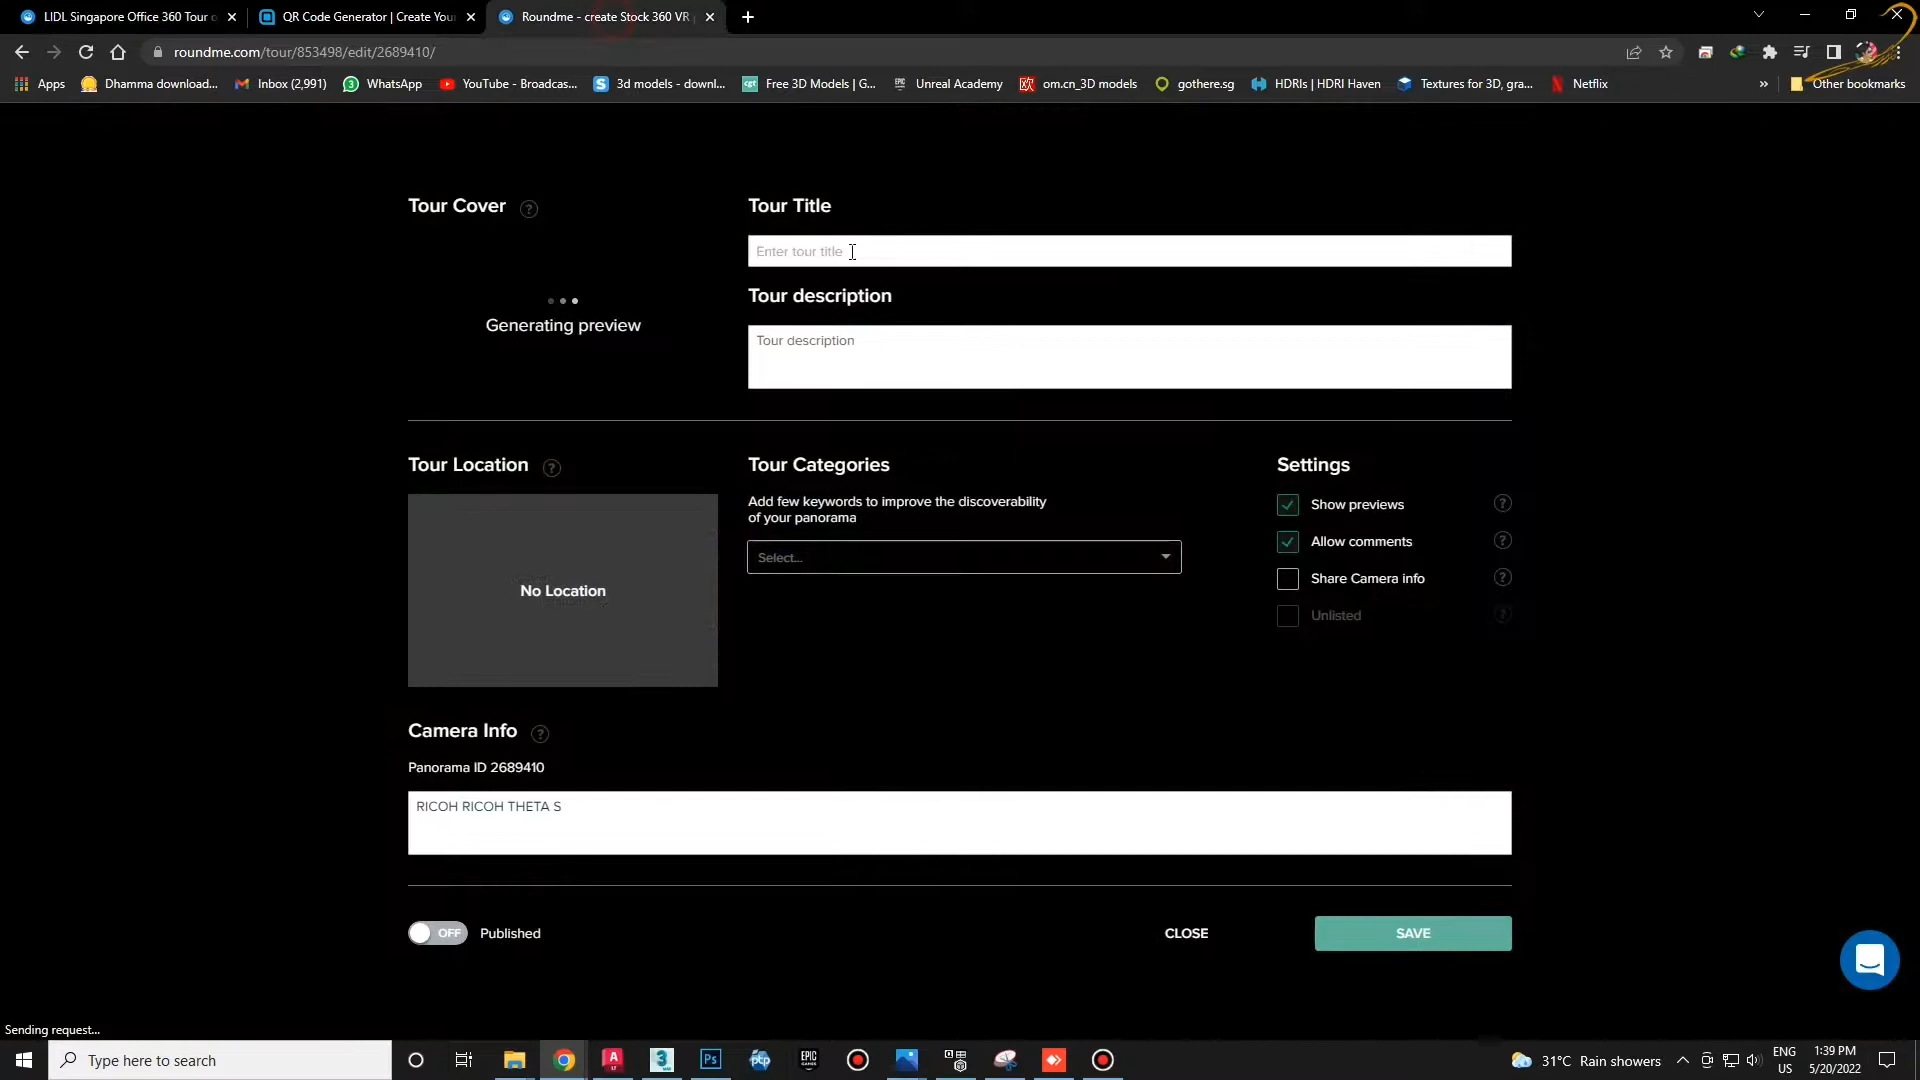 LIDL Singapore Office 360 Tour o
QR Code Generator | Create You
Roundme - create Stock 360 VR
roundme.com/tour/853498/edit/2689410/
Apps
Dhamma download...
Inbox (2,991)
WhatsApp
YouTube - Broadcas...
3d models - downl...
Free 3D Models | G...
Unreal Academy
om.cn_3D models
gothere.sg
HDRIs | HDRI Haven
Textures for 3D, gra...
Netflix
»
Other bookmarks
Tour Cover ?
Tour Title
Enter tour title
Generating preview
Tour description
Tour description
Tour Location ?
No Location
Tour Categories
Add few keywords to improve the discoverability
of your panorama
Select...
Settings
Show previews ?
Allow comments ?
Share Camera info ?
Unlisted ?
Camera Info ?
Panorama ID 2689410
RICOH RICOH THETA S
OFF Published
CLOSE
SAVE
Sending request...
Type here to search
31°C Rain showers
ENG
US
1:39 PM
5/20/2022